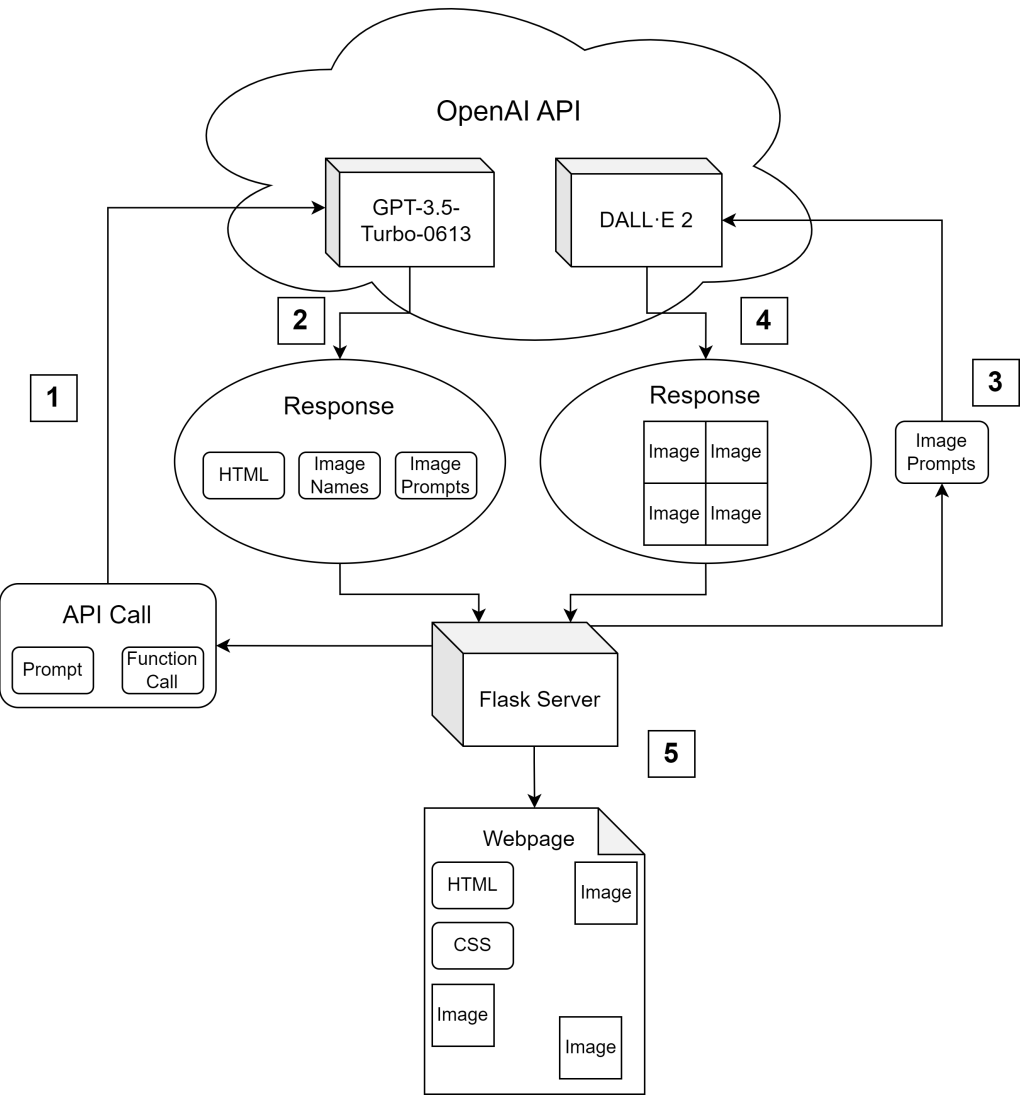 OpenAI API
GPT-3.5-
Turbo-0613
DALL·E 2
2
4
1
3
Response
HTML
Image
Names
Image
Prompts
Response
Image
Image
Image
Image
Image
Prompts
API Call
Prompt
Function
Call
Flask Server
5
Webpage
HTML
Image
CSS
Image
Image